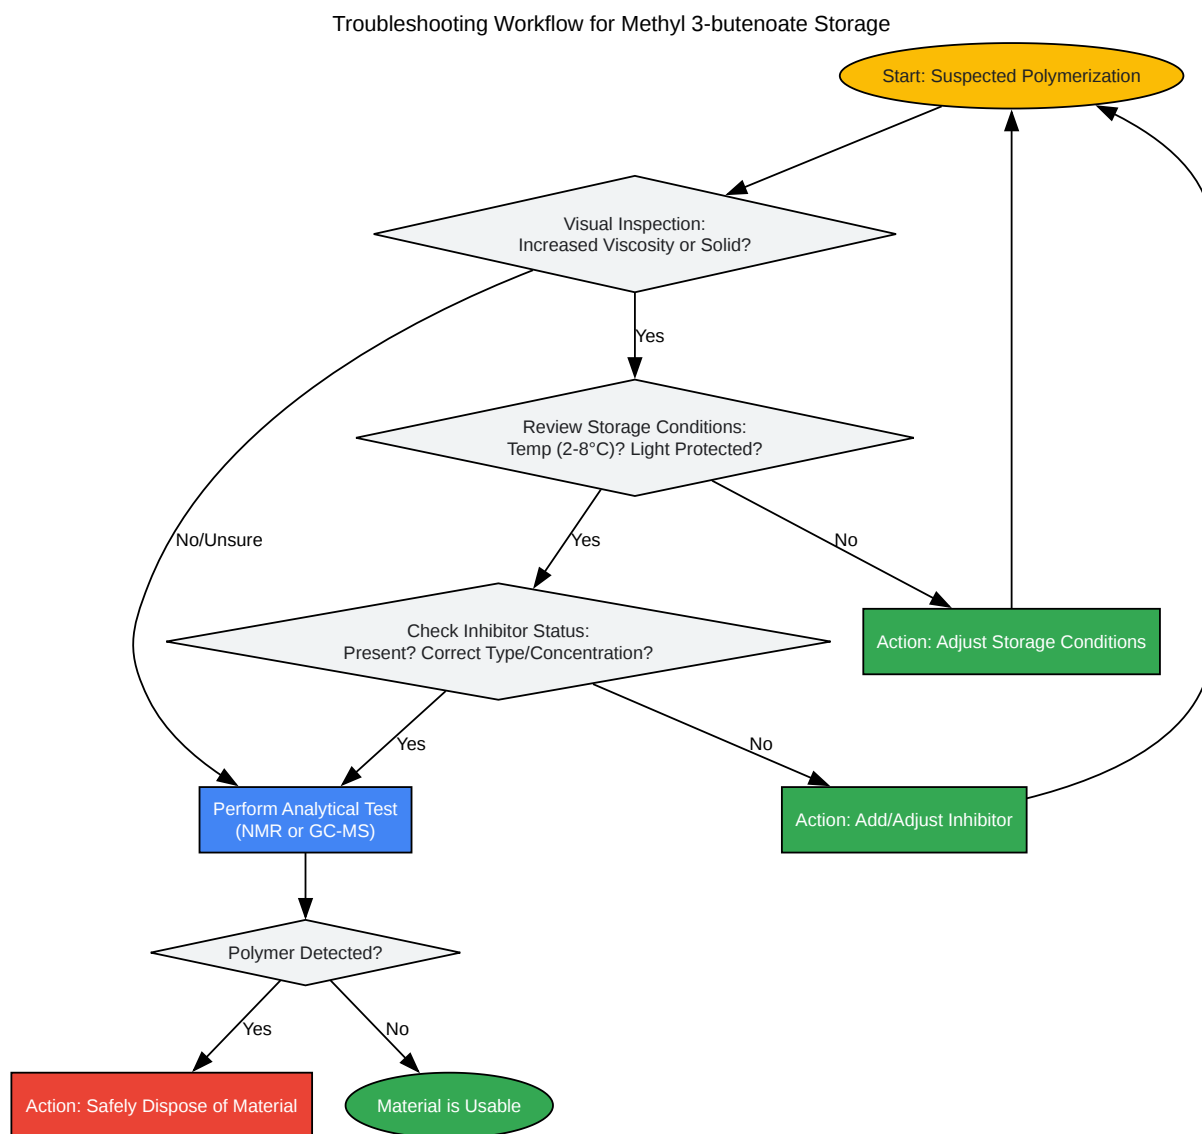 Troubleshooting Workflow for Methyl 3-butenoate Storage
Start: Suspected Polymerization
Visual Inspection:
Increased Viscosity or Solid?
Yes
Review Storage Conditions:
Temp (2-8°C)? Light Protected?
No/Unsure
Yes
No
Check Inhibitor Status:
Present? Correct Type/Concentration?
Action: Adjust Storage Conditions
Yes
No
Perform Analytical Test
(NMR or GC-MS)
Action: Add/Adjust Inhibitor
Polymer Detected?
Yes
No
Action: Safely Dispose of Material
Material is Usable